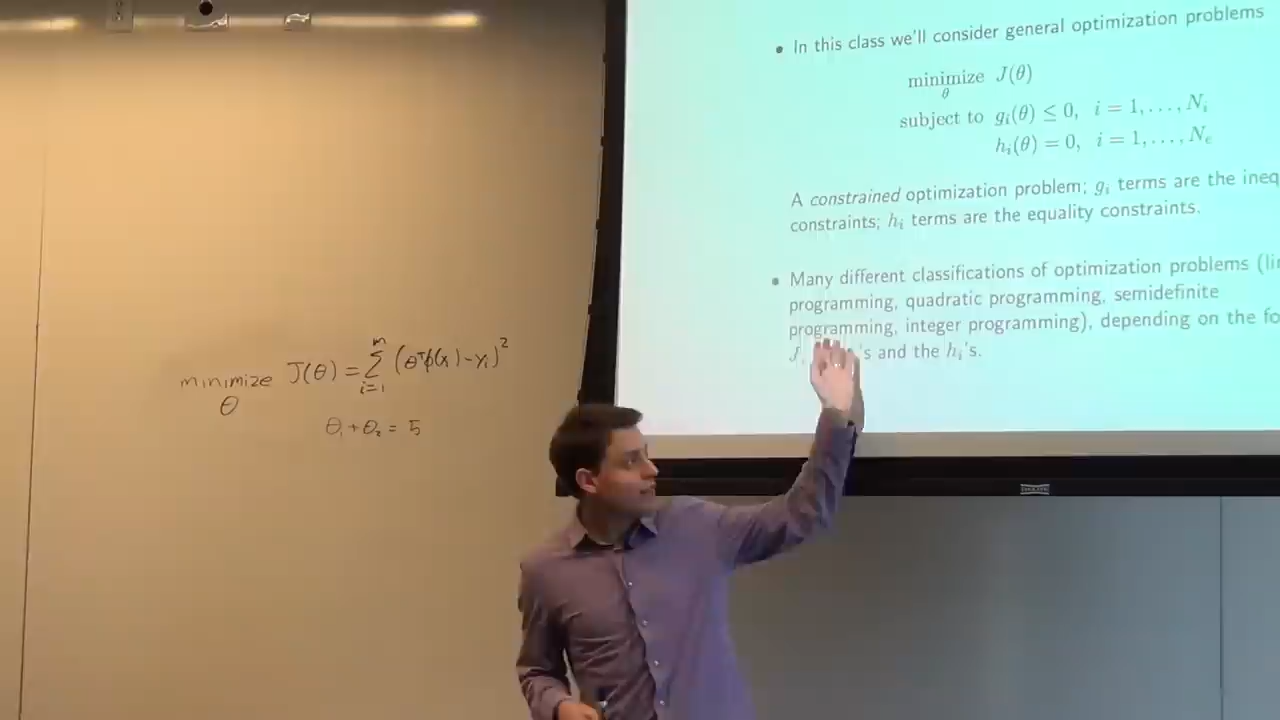 • In this class we'll consider general optimization problems
minimize J(θ)
θ
subject to gᵢ(θ) ≤ 0, i = 1, . . . , Nᵢ
hᵢ(θ) = 0, i = 1, . . . , Nₑ
A constrained optimization problem; gᵢ terms are the
constraints; hᵢ terms are the equality constraints.
• Many different classifications of optimization problems
programming, quadratic programming, semidefinite
programming, integer programming), depending on the
's and the hᵢ's.
minimize J(θ) = Σ (θᵀφ(xᵢ) − yᵢ)²
θ i=1 m
θ₁ + θ₂ = 5